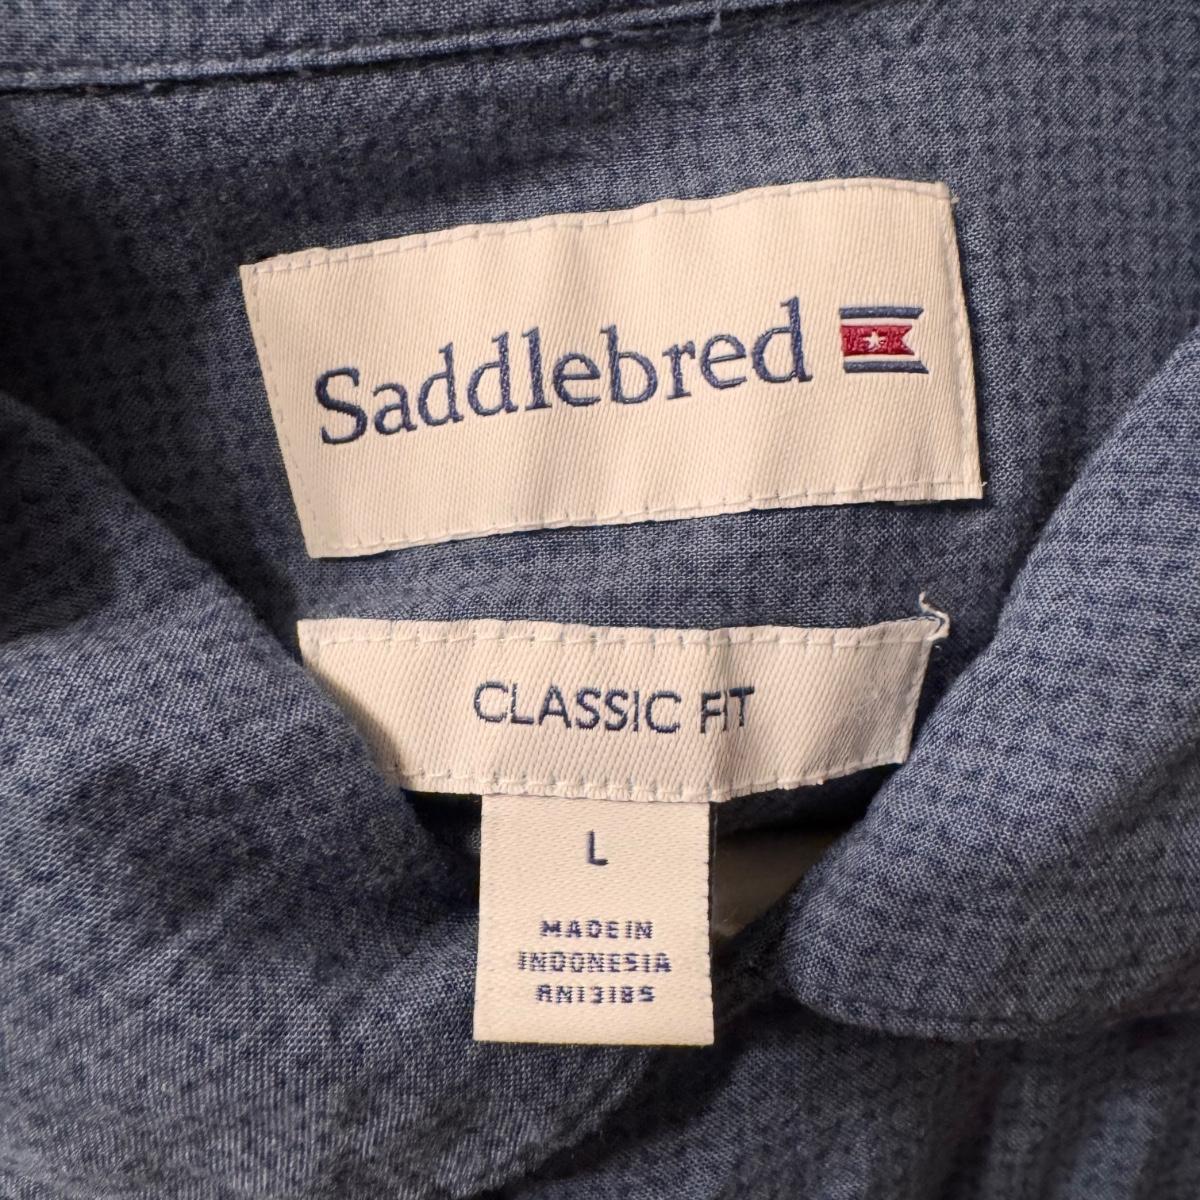 Saddlebred
CLASSIC FIT
L
MADE IN
INDONESIA
RN13185